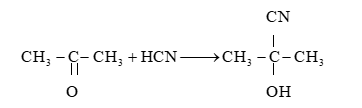 CN
CH₃ – C – CH₃ + HCN ⟶ CH₃ – C – CH₃
O OH